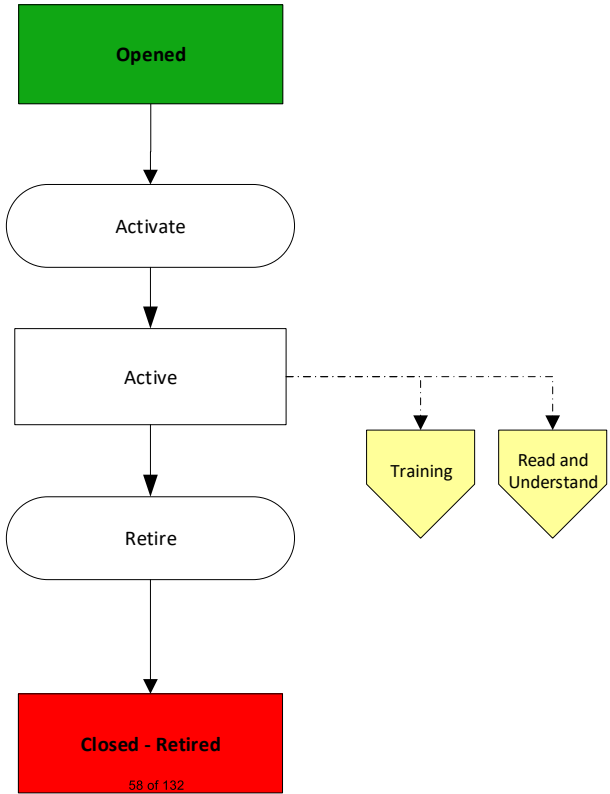 Opened
Activate
Active
Training
Read and
Understand
Retire
Closed - Retired
58 of 132